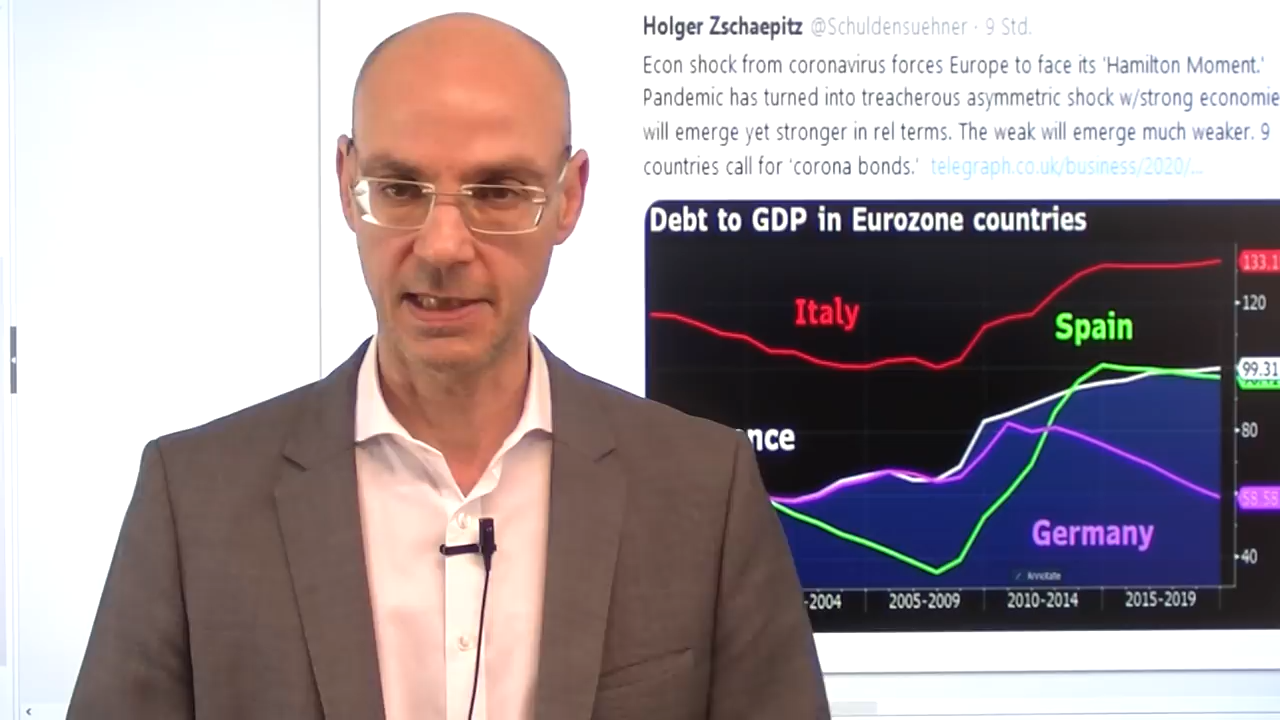 Holger Zschaepitz @Schuldensuehner · 9 Std.
Econ shock from coronavirus forces Europe to face its 'Hamilton Moment.'
Pandemic has turned into treacherous asymmetric shock w/strong economie
will emerge yet stronger in rel terms. The weak will emerge much weaker. 9
countries call for 'corona bonds.' telegraph.co.uk/business/2020/...
Debt to GDP in Eurozone countries
133.1
Italy
120
Spain
99.31
nce
80
58.58
Germany
Annotate
40
-2004 2005-2009 2010-2014 2015-2019